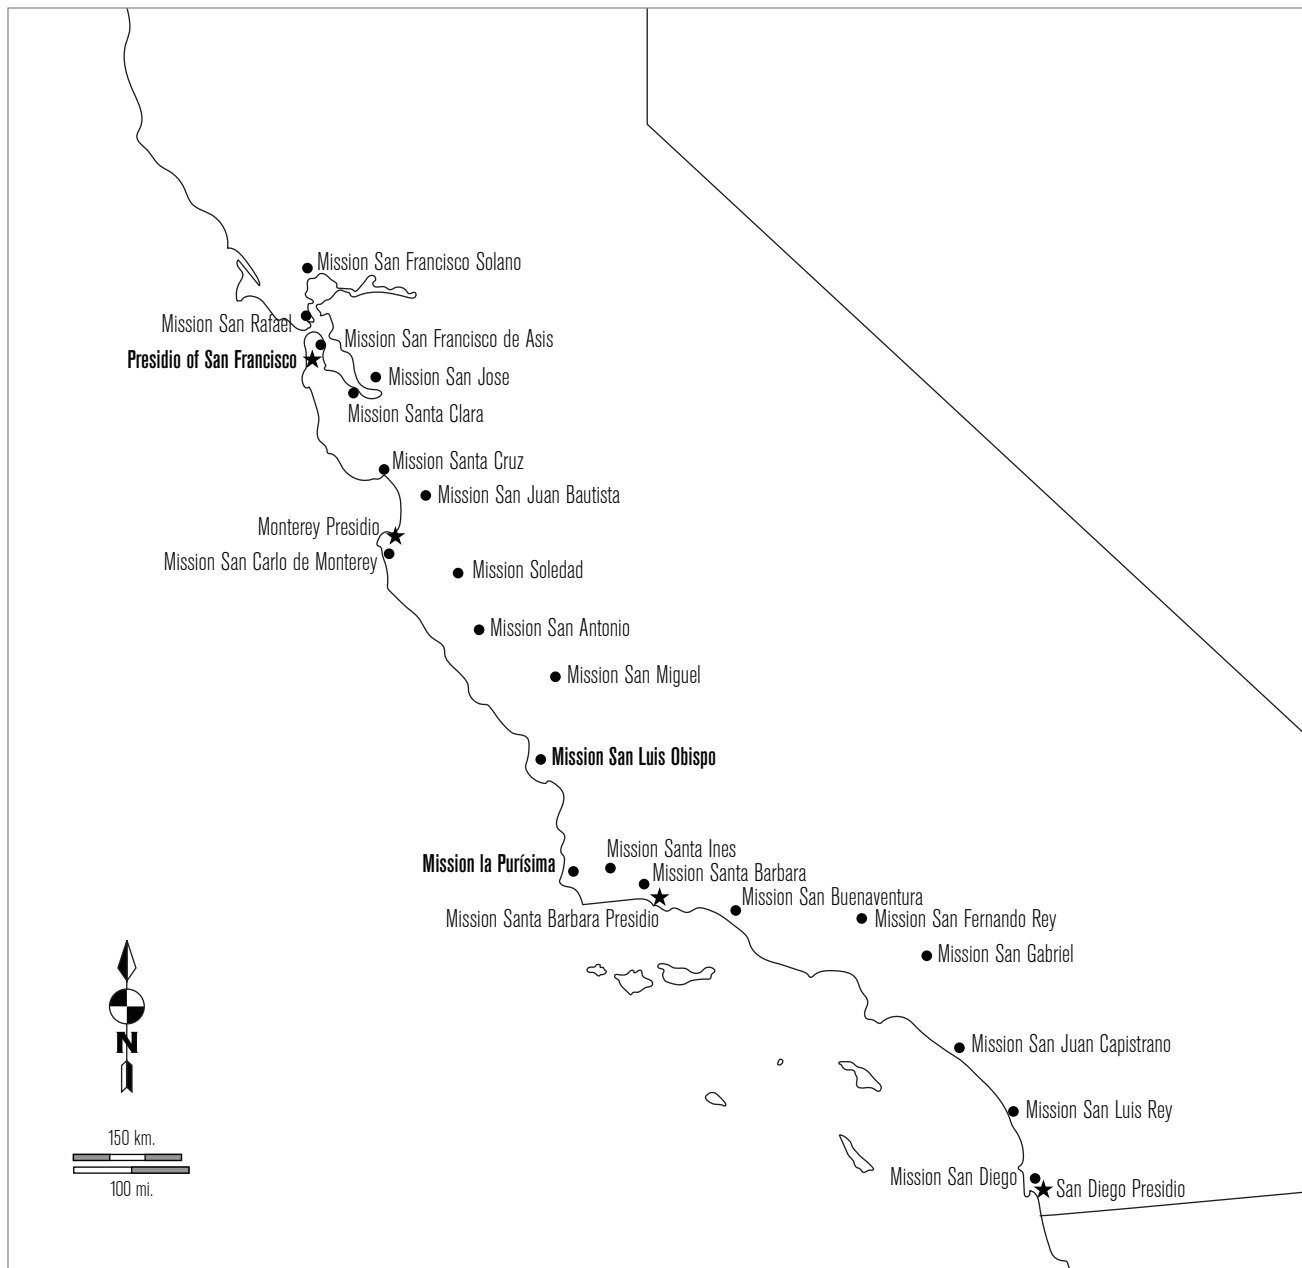 Mission San Francisco Solano
Mission San Rafael
Mission San Francisco de Asis
Presidio of San Francisco
Mission San Jose
Mission Santa Clara
Mission Santa Cruz
Mission San Juan Bautista
Monterey Presidio
Mission San Carlo de Monterey
Mission Soledad
Mission San Antonio
Mission San Miguel
Mission San Luis Obispo
Mission Santa Ines
Mission la Purísima
Mission Santa Barbara
Mission San Buenaventura
Mission Santa Barbara Presidio
Mission San Fernando Rey
Mission San Gabriel
N
Mission San Juan Capistrano
Mission San Luis Rey
150 km.
100 mi.
Mission San Diego
San Diego Presidio